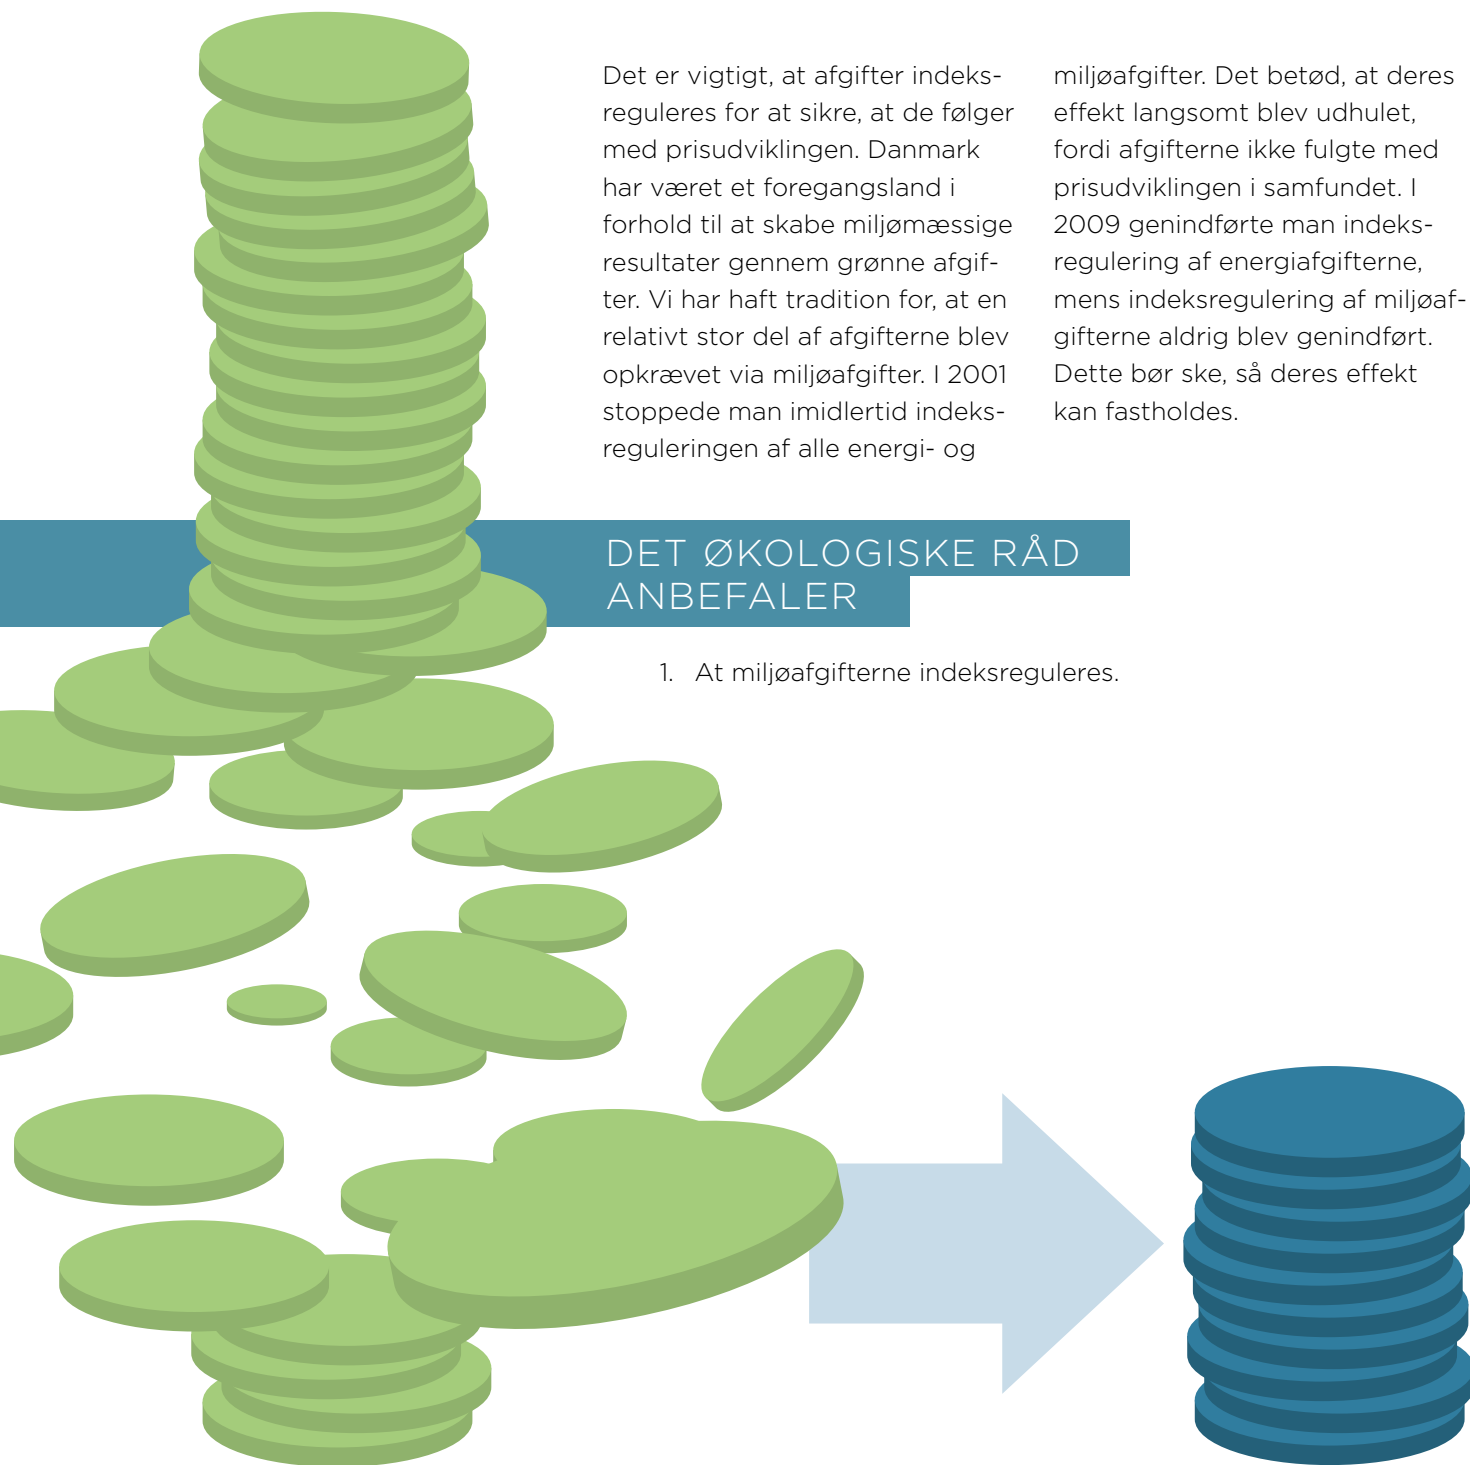 Det er vigtigt, at afgifter indeks-
reguleres for at sikre, at de følger
med prisudviklingen. Danmark
har været et foregangsland i
forhold til at skabe miljømæssige
resultater gennem grønne afgif-
ter. Vi har haft tradition for, at en
relativt stor del af afgifterne blev
opkrævet via miljøafgifter. I 2001
stoppede man imidlertid indeks-
reguleringen af alle energi- og
miljøafgifter. Det betød, at deres
effekt langsomt blev udhulet,
fordi afgifterne ikke fulgte med
prisudviklingen i samfundet. I
2009 genindførte man indeks-
regulering af energiafgifterne,
mens indeksregulering af miljøaf-
gifterne aldrig blev genindført.
Dette bør ske, så deres effekt
kan fastholdes.
DET ØKOLOGISKE RÅD
ANBEFALER
1. At miljøafgifterne indeksreguleres.